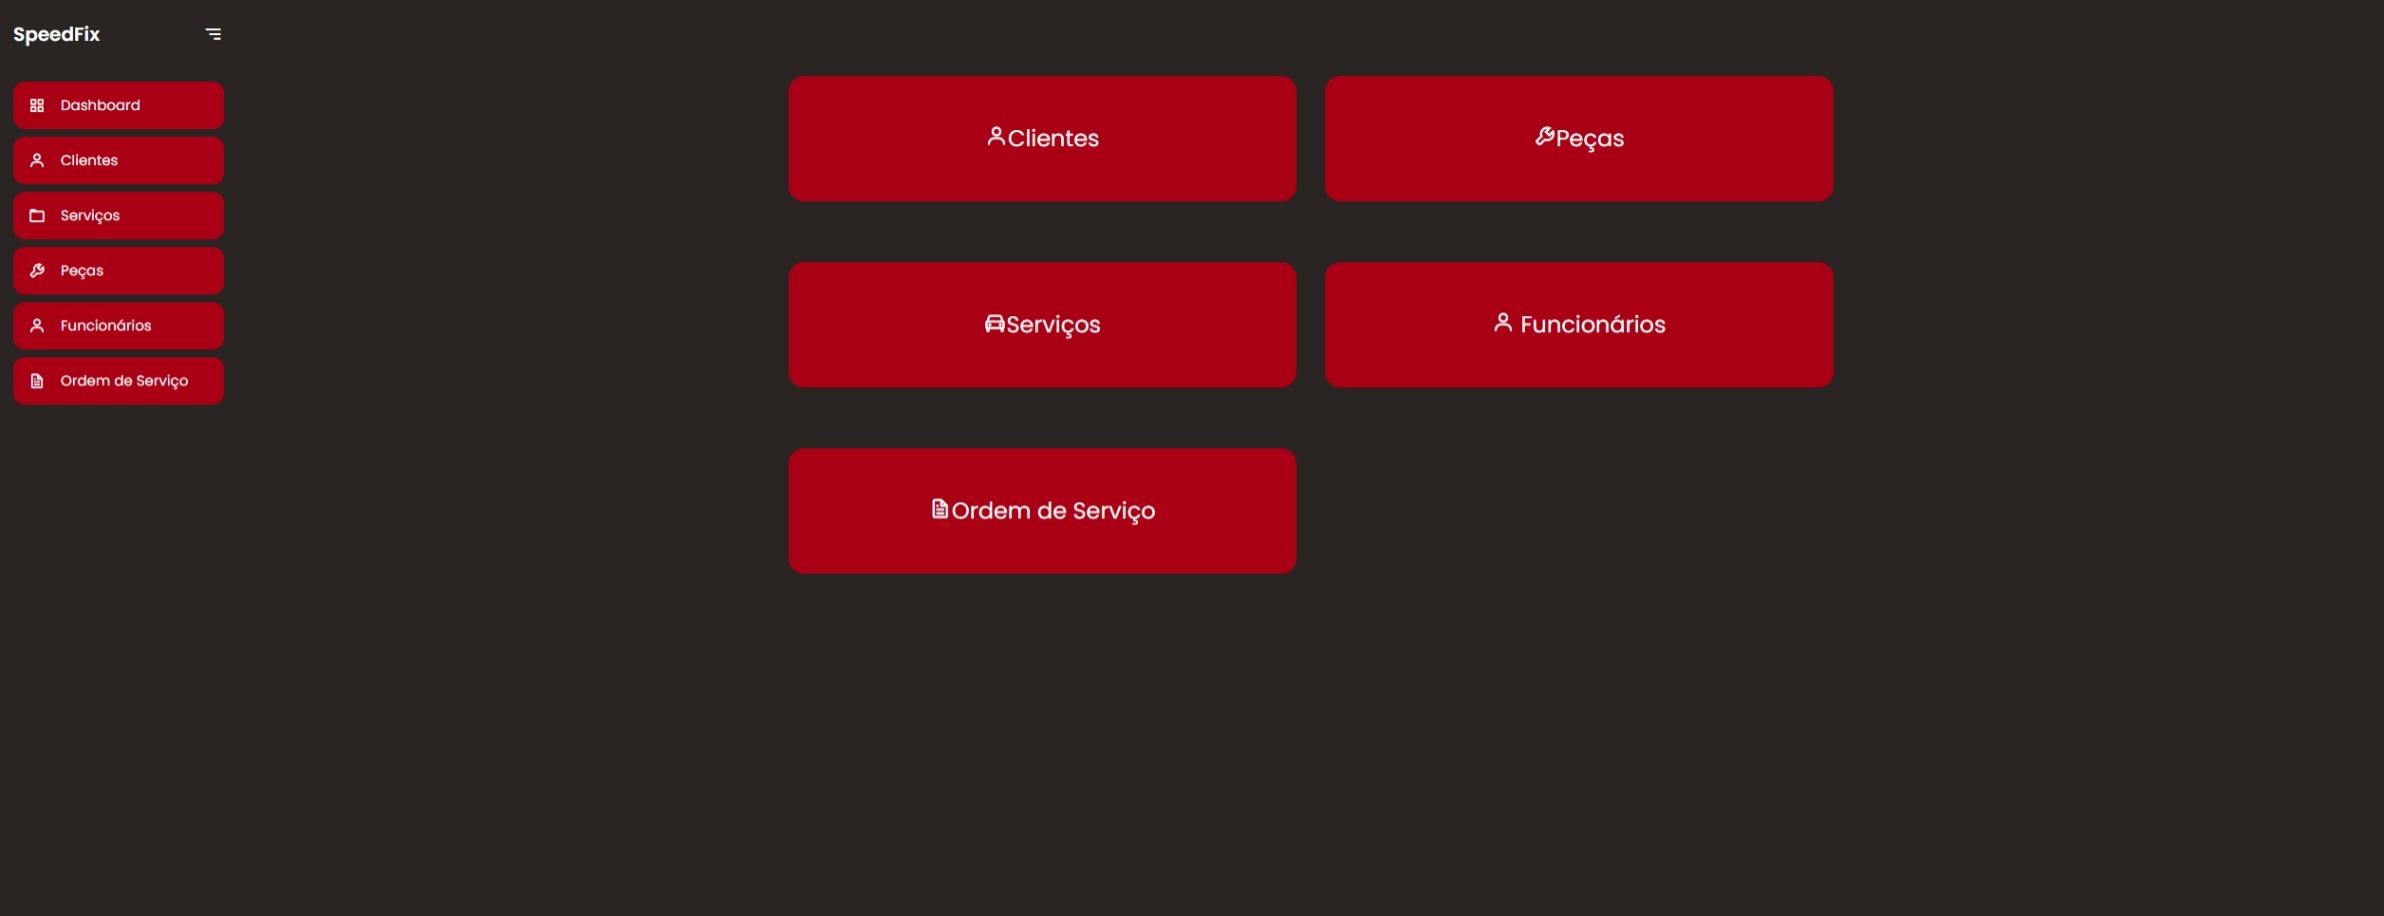 SpeedFix
Dashboard
Clientes
Serviços
Peças
Funcionários
Ordem de Serviço
Clientes
Peças
Serviços
Funcionários
Ordem de Serviço